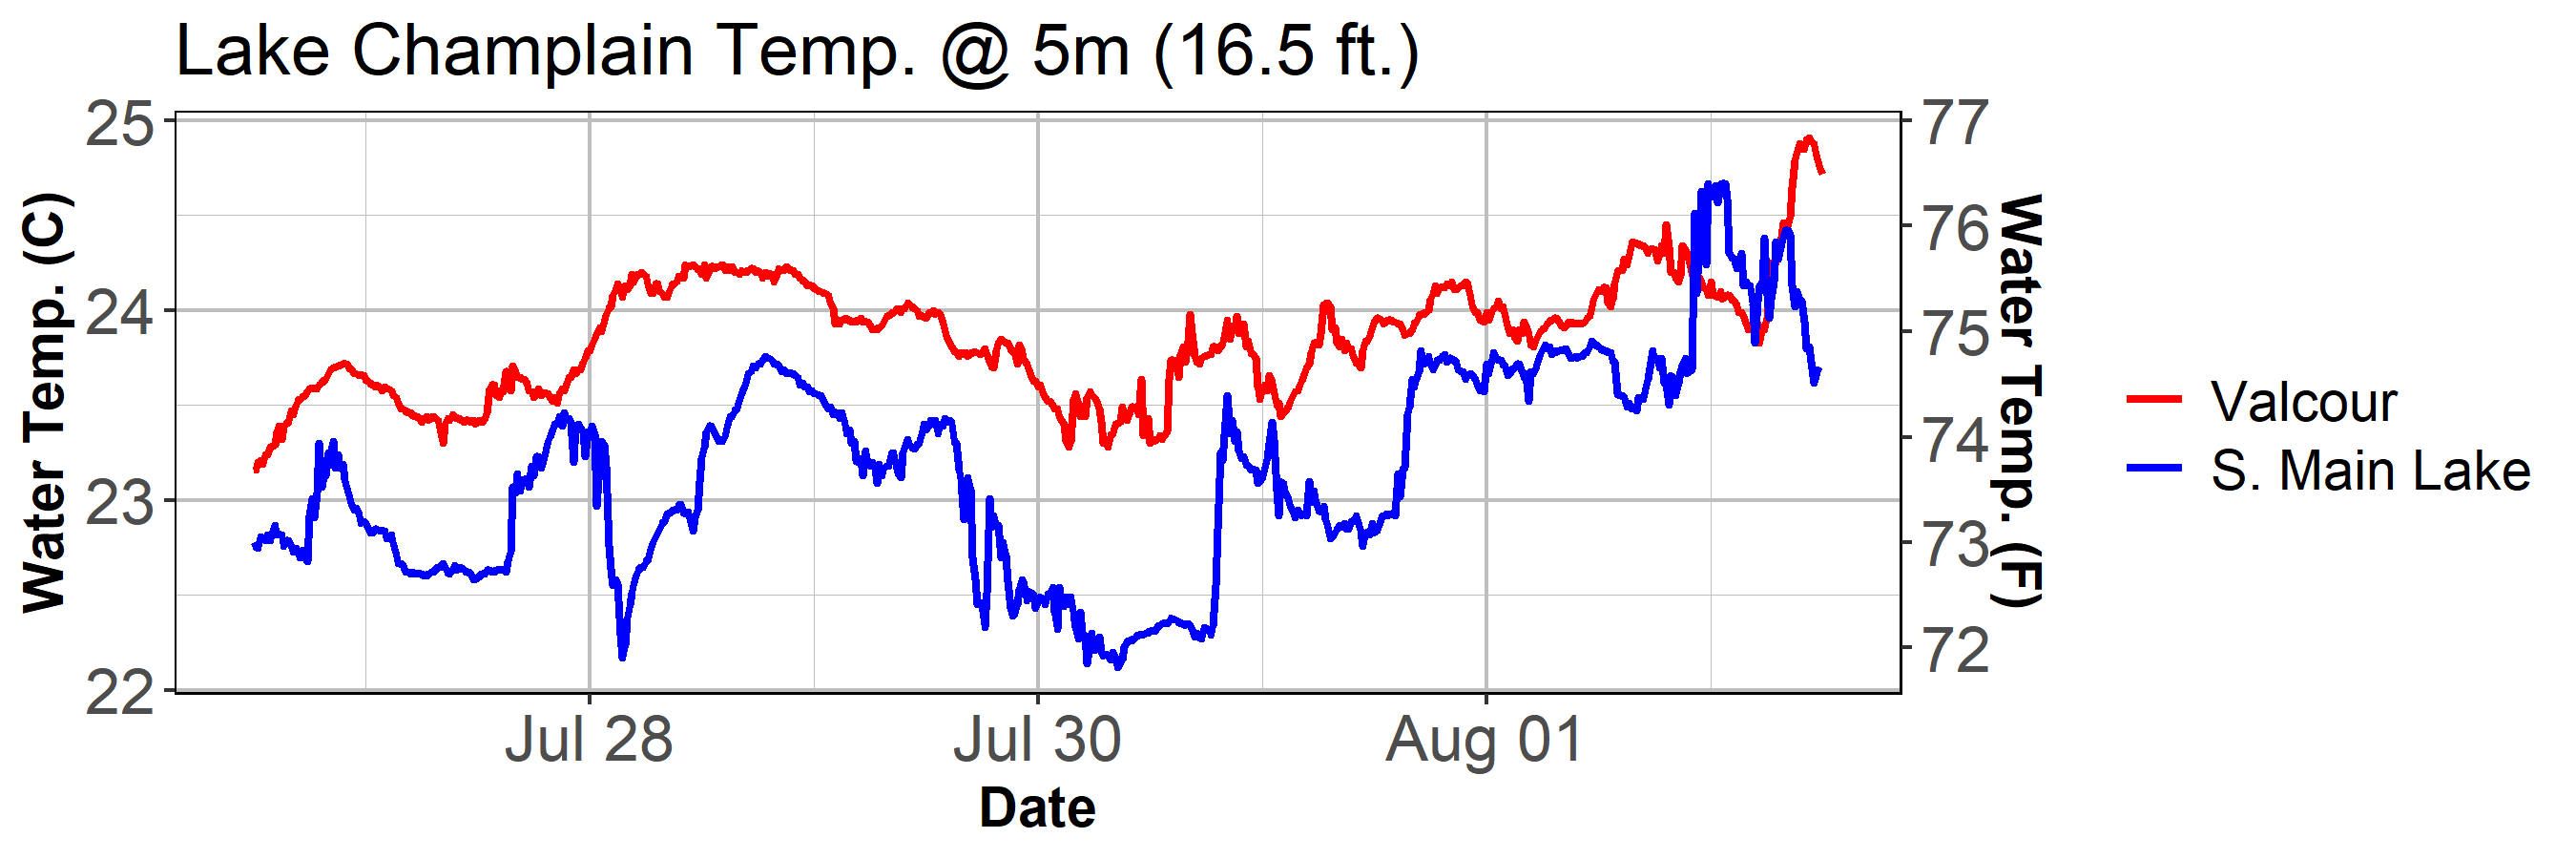 Lake Champlain Temp. @ 5m (16.5 ft.)
25
24
23
22
Water Temp. (C)
77
76
75
74
73
72
Water Temp. (F)
Jul 28
Jul 30
Aug 01
Date
Valcour
S. Main Lake